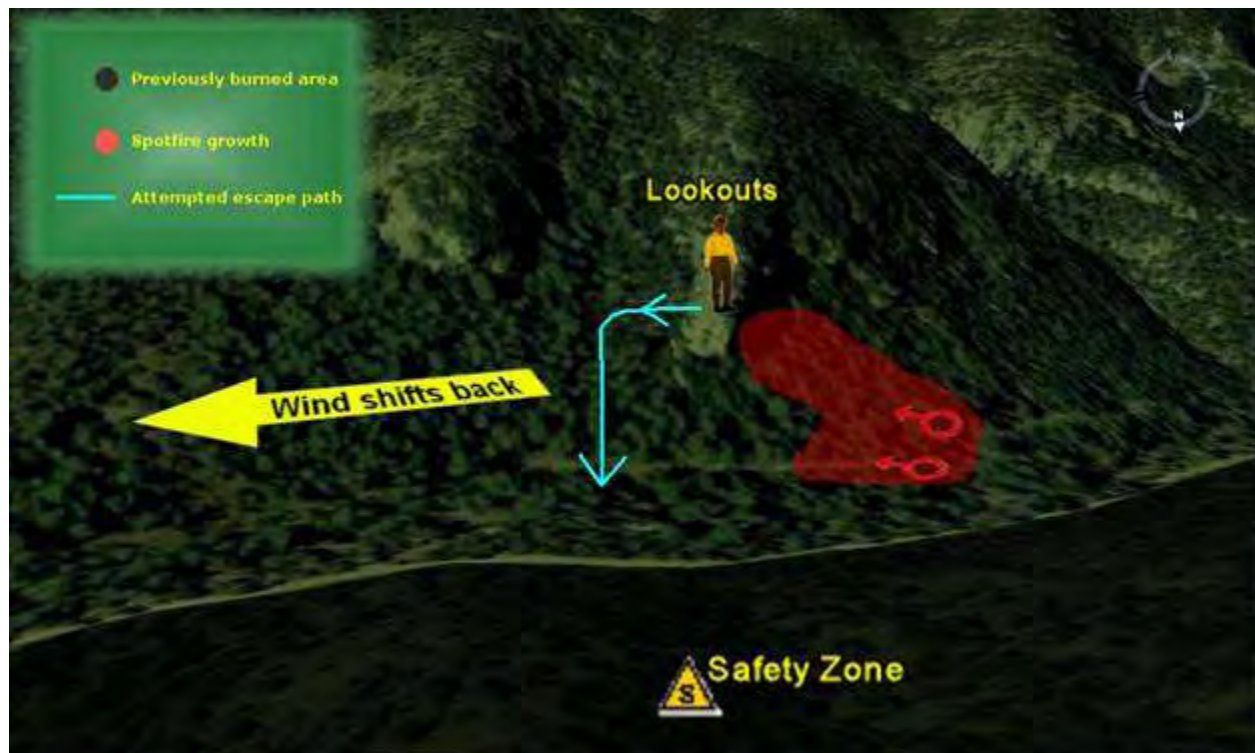 Previously burned area
Spotfire growth
Attempted escape path
N
Lookouts
Wind shifts back
S
Safety Zone